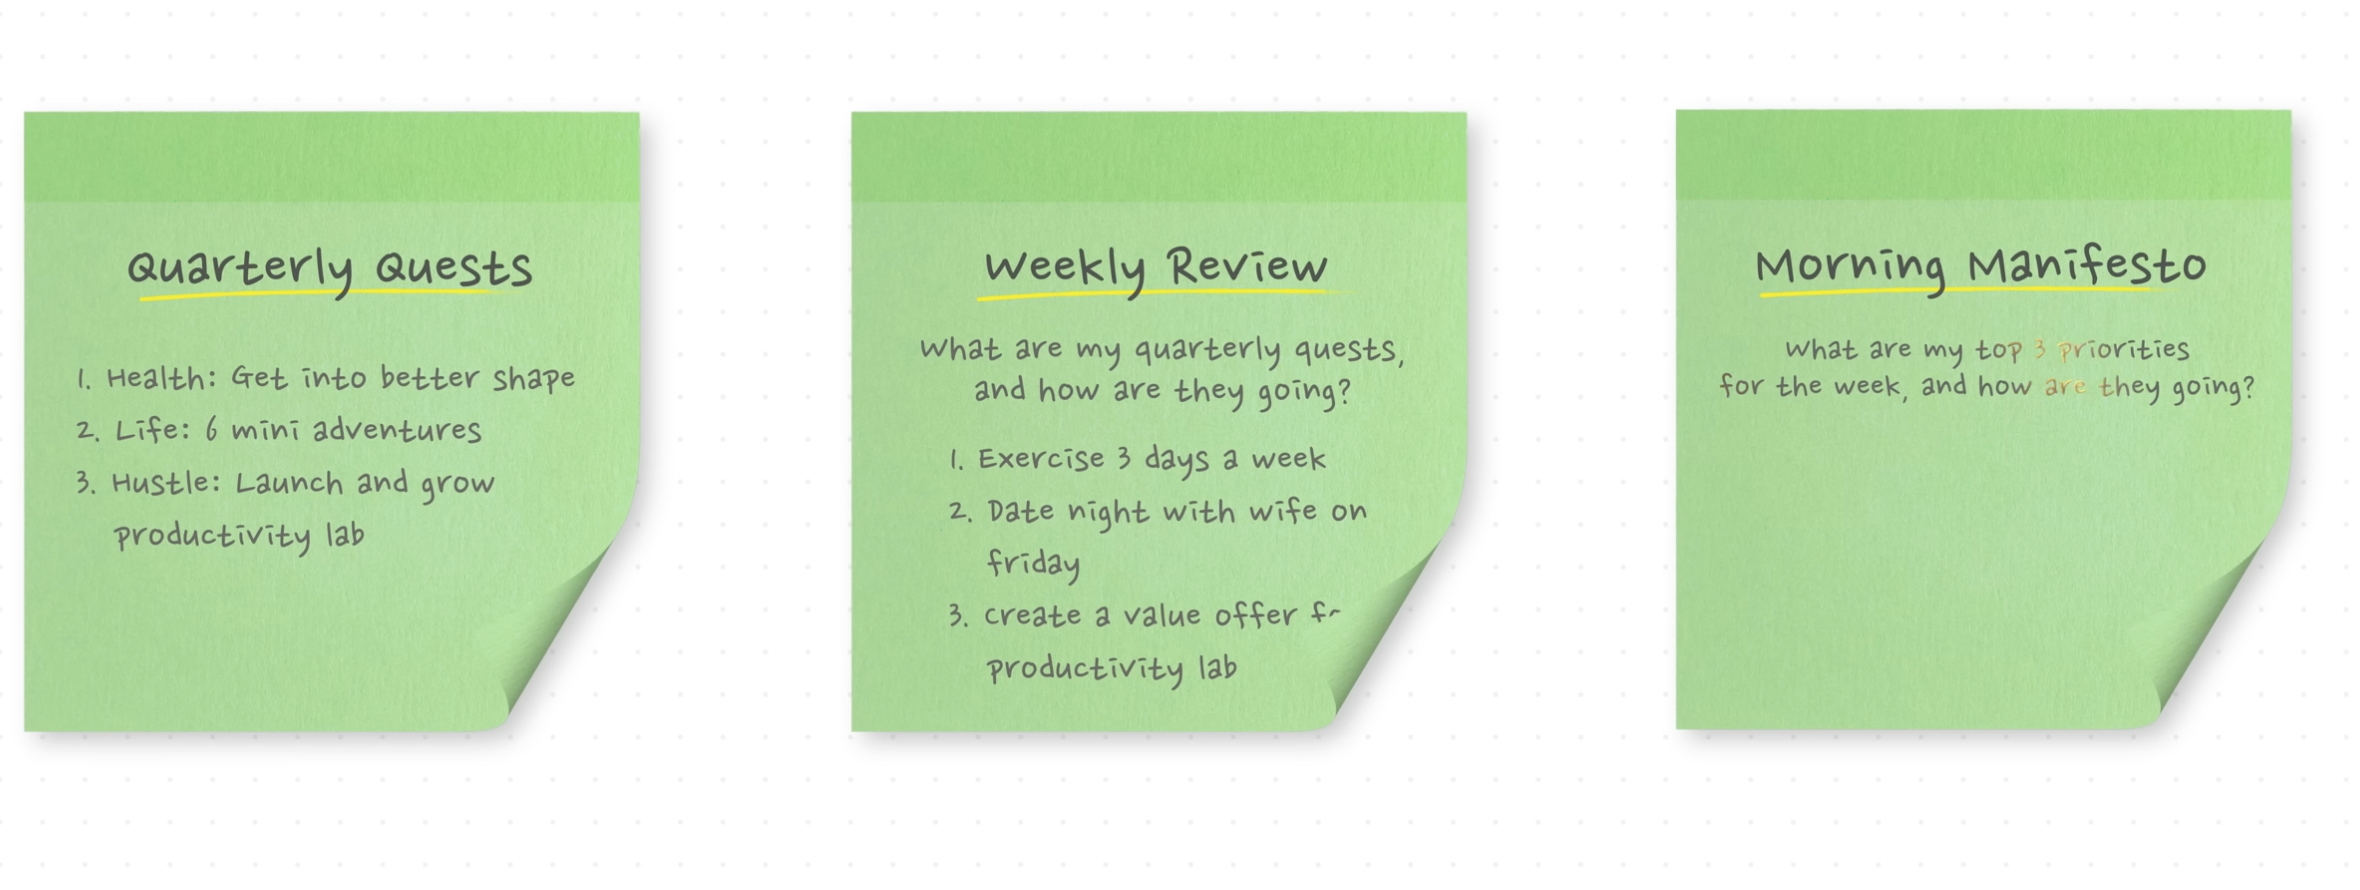 Quarterly Quests
1. Health: Get into better shape
2. Life: 6 mini adventures
3. Hustle: Launch and grow
productivity lab
Weekly Review
What are my quarterly quests,
and how are they going?
1. Exercise 3 days a week
2. Date night with wife on
friday
3. create a value offer
productivity lab
Morning Manifesto
What are my top 3 priorities
for the week, and how are they going?